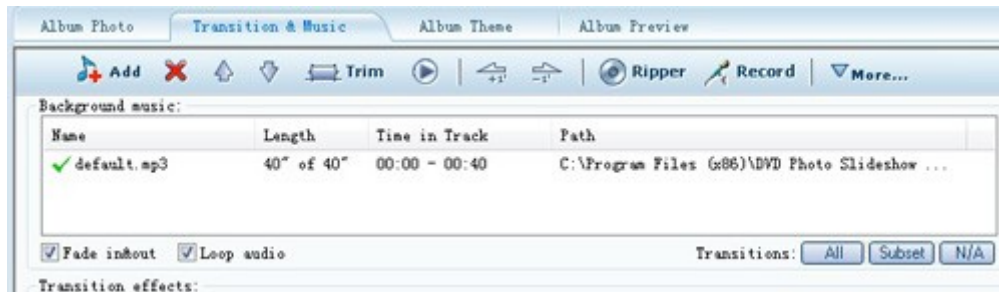 Album Photo Transition & Music Album Theme Album Preview
Add Trim +1' -1' Ripper Record More...
Background music:
Name Length Time in Track Path
default.mp3 40″ of 40″ 00:00 - 00:40 C:\Program Files (x86)\DVD Photo Slideshow ...
Fade in&out Loop audio Transitions: All Subset N/A
Transition effects: